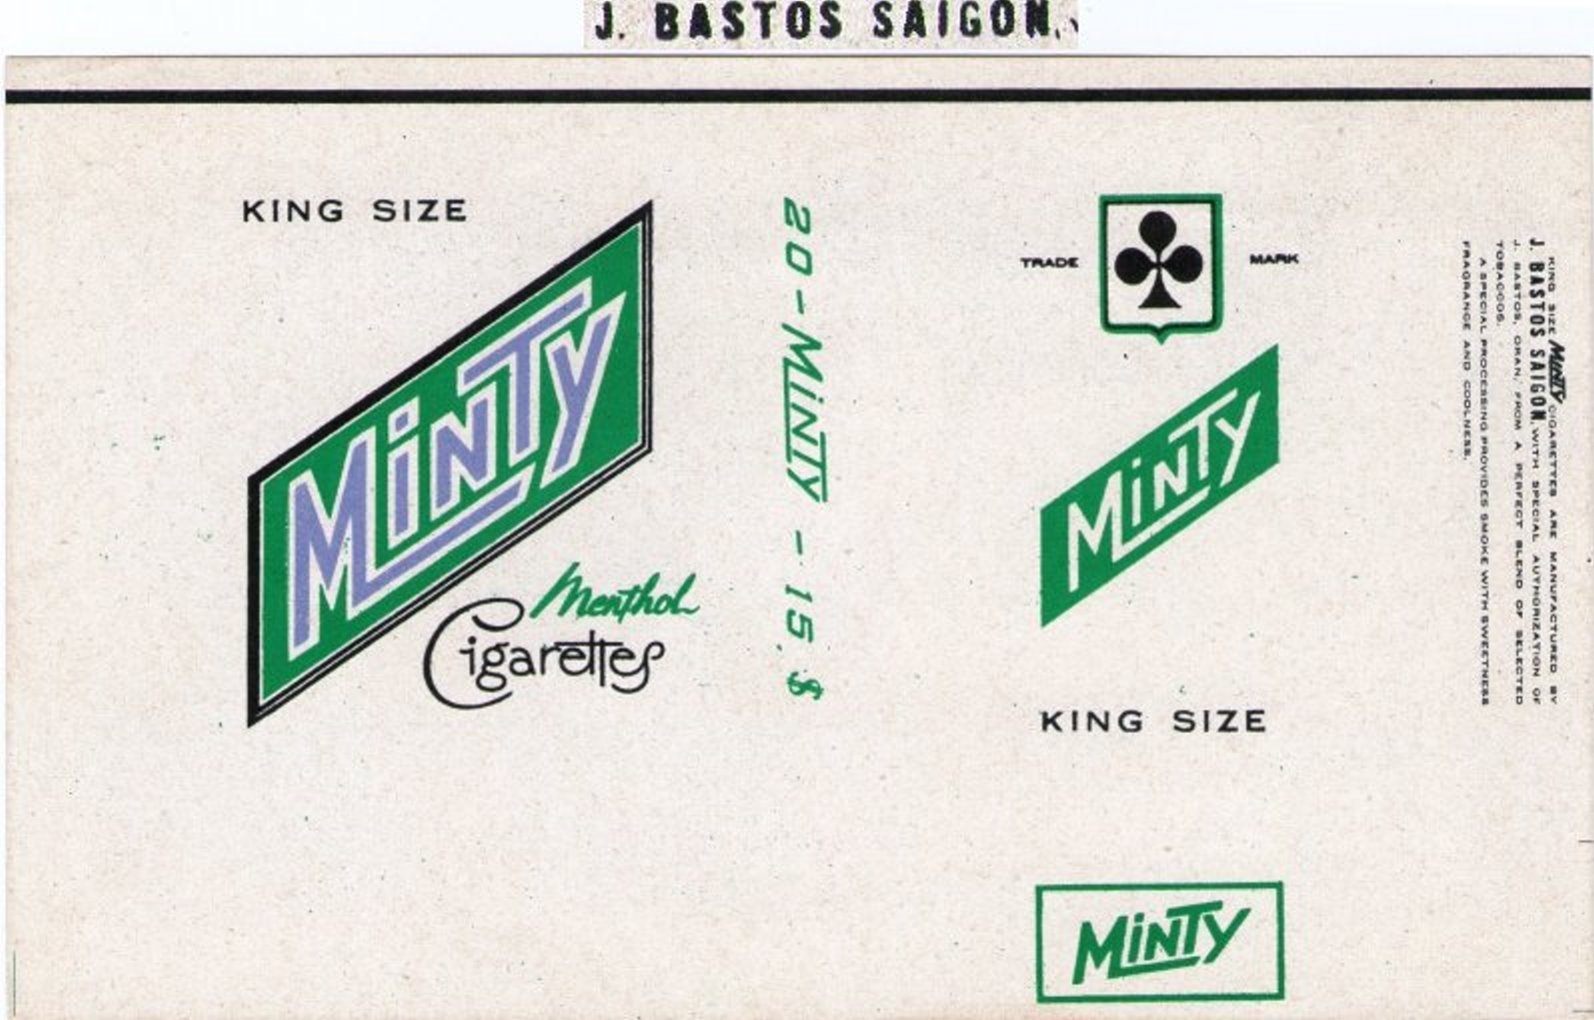 J. BASTOS SAIGON.
KING SIZE
MiNTy
Menthol
Cigarettes
20-MiNTy-15.$
TRADE MARK
MiNTy
KING SIZE
MiNTy
KING SIZE MiNTy CIGARETTES ARE MANUFACTURED BY
J. BASTOS SAIGON, WITH SPECIAL AUTHORIZATION OF
J. BASTOS, ORAN, FROM A PERFECT BLEND OF SELECTED
TOBACCOS.
A SPECIAL PROCESSING PROVIDES SMOKE WITH SWEETNESS
FRAGRANCE AND COOLNESS.